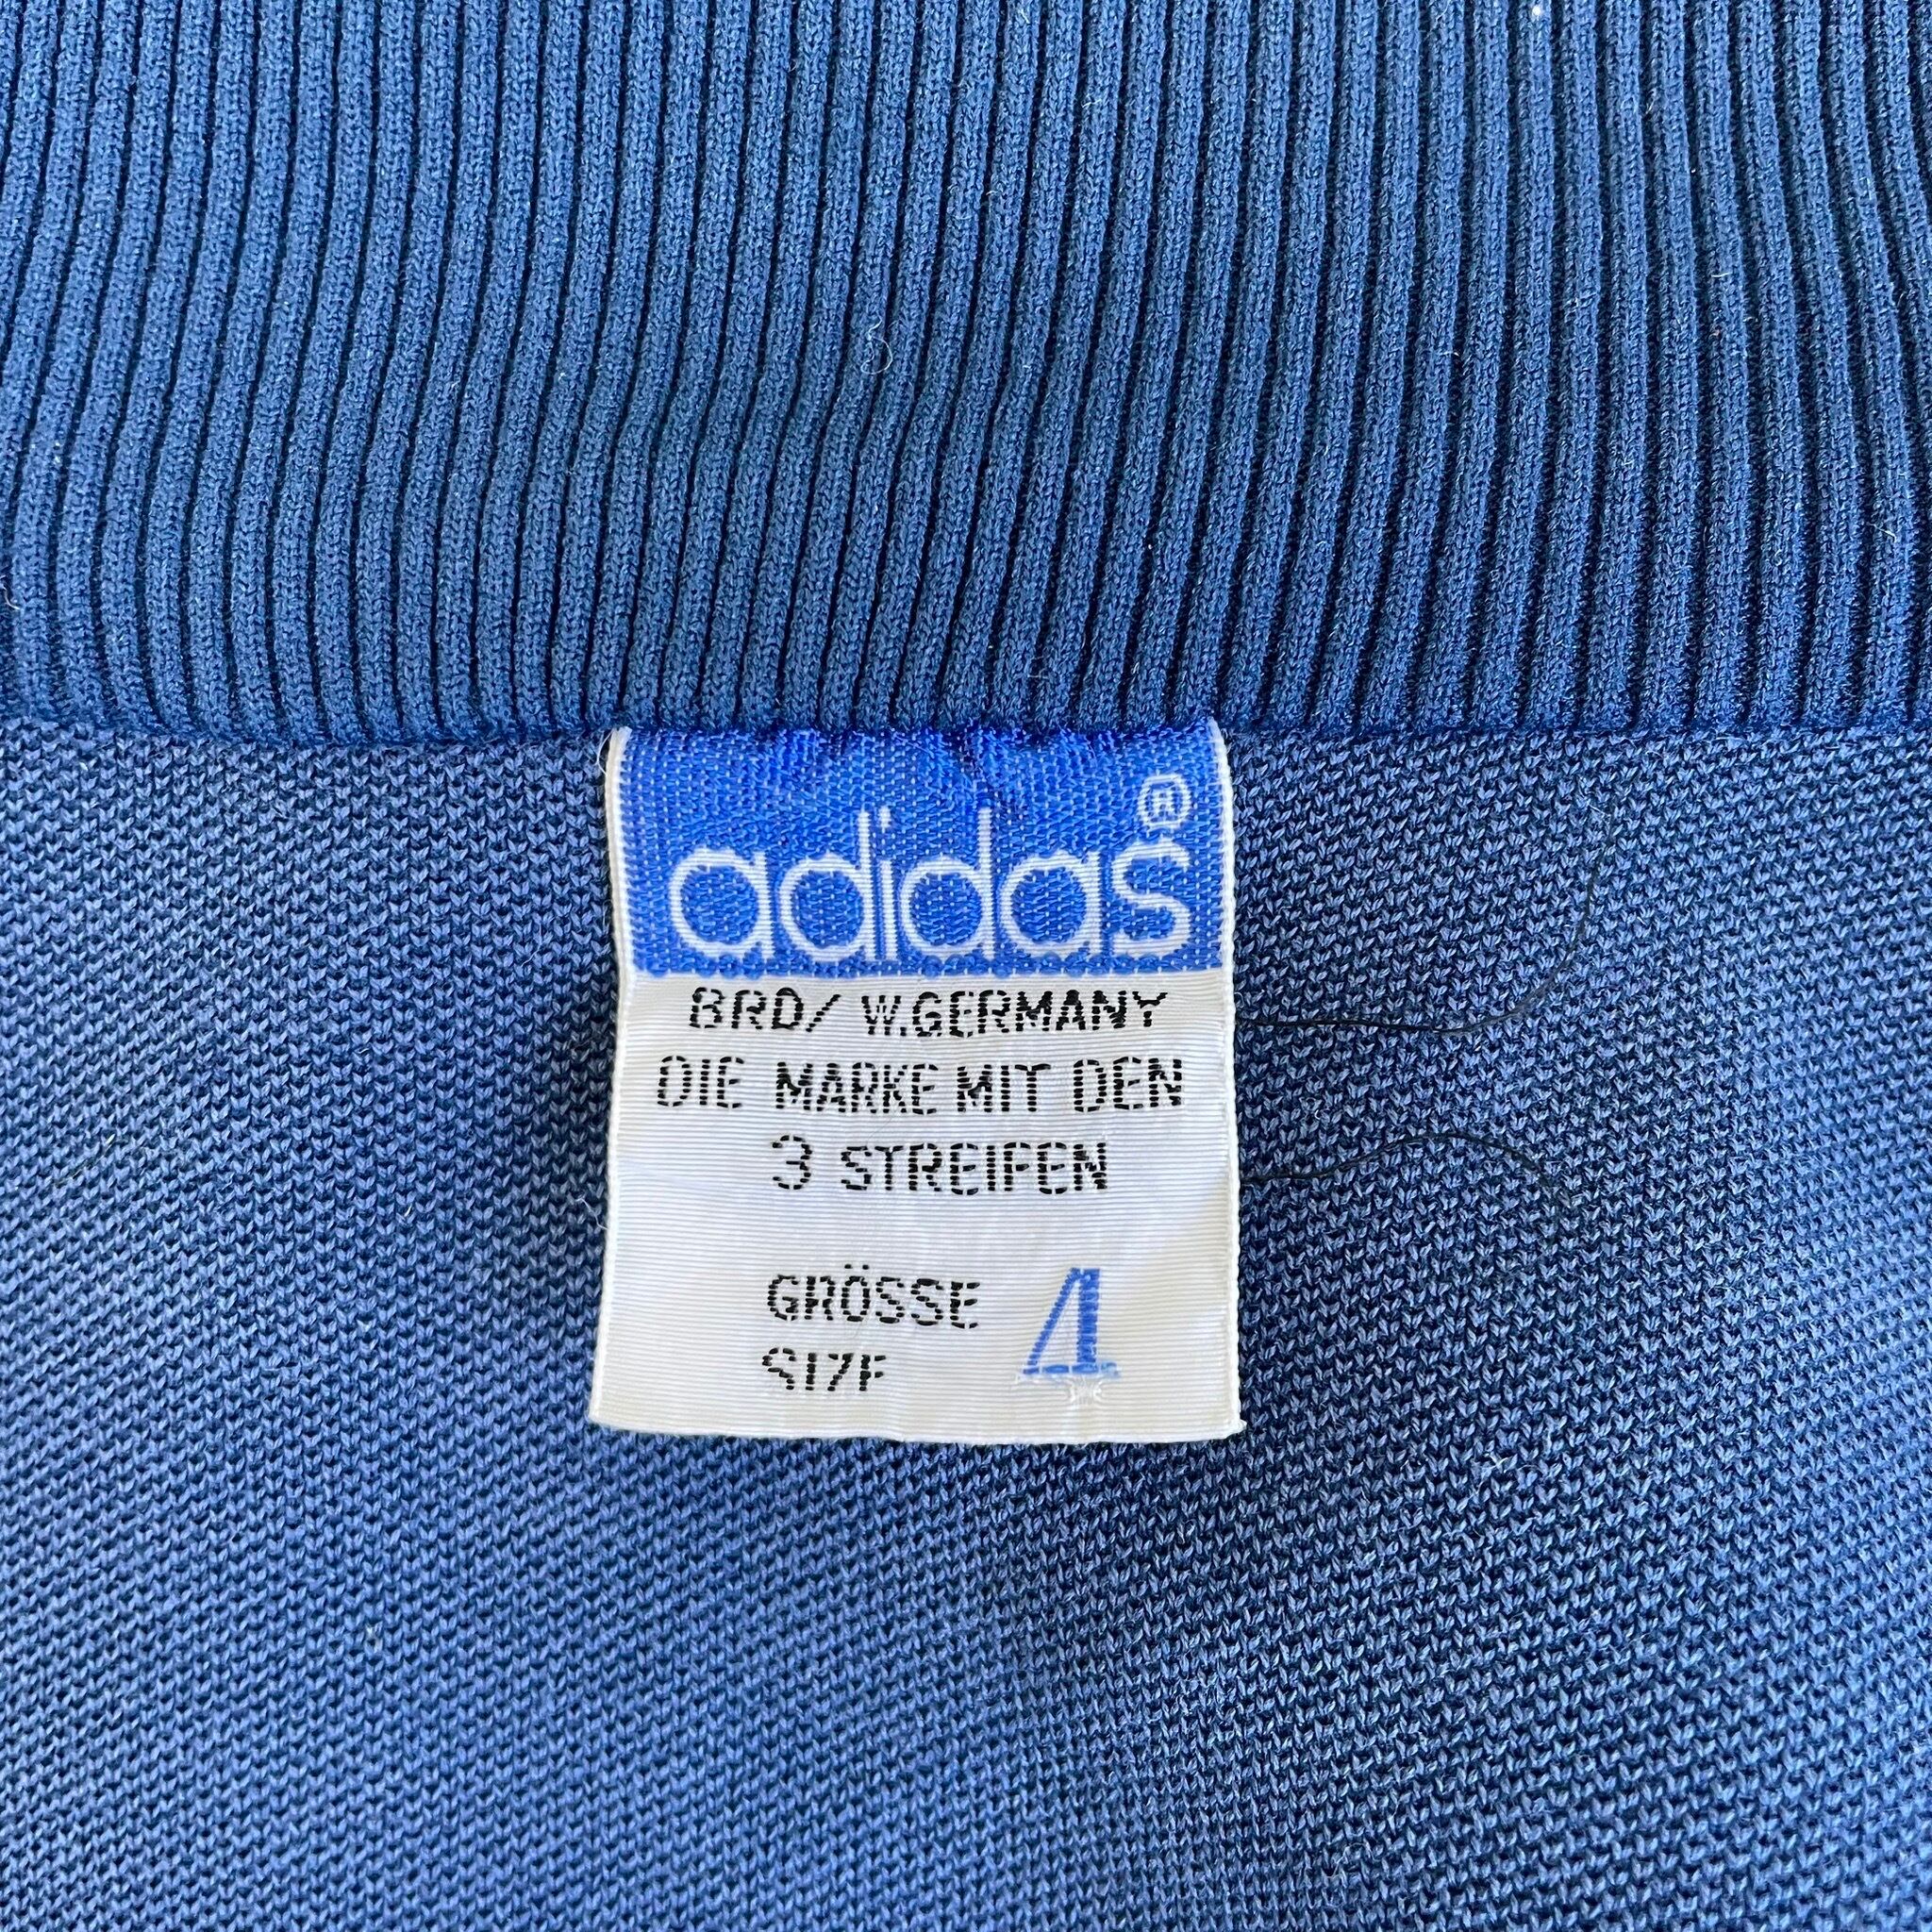 adidas®
BRD/ W.GERMANY
DIE MARKE MIT DEN
3 STREIFEN
GRÖSSE 4
SIZE